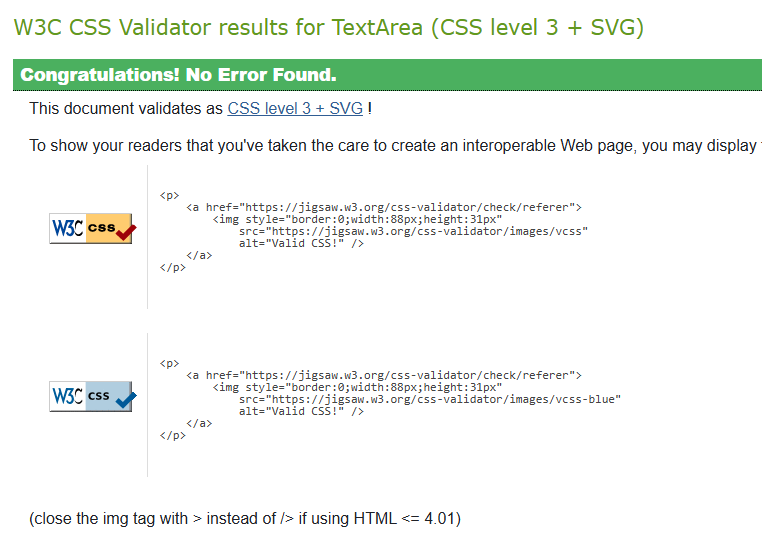 W3C CSS Validator results for TextArea (CSS level 3 + SVG)
Congratulations! No Error Found.
This document validates as CSS level 3 + SVG !
To show your readers that you've taken the care to create an interoperable Web page, you may display
<p>
<a href="https://jigsaw.w3.org/css-validator/check/referer">
<img style="border:0;width:88px;height:31px"
src="https://jigsaw.w3.org/css-validator/images/vcss"
alt="Valid CSS!" />
</a>
</p>
W3C css
<p>
<a href="https://jigsaw.w3.org/css-validator/check/referer">
<img style="border:0;width:88px;height:31px"
src="https://jigsaw.w3.org/css-validator/images/vcss-blue"
alt="Valid CSS!" />
</a>
</p>
W3C css
(close the img tag with > instead of /> if using HTML <= 4.01)